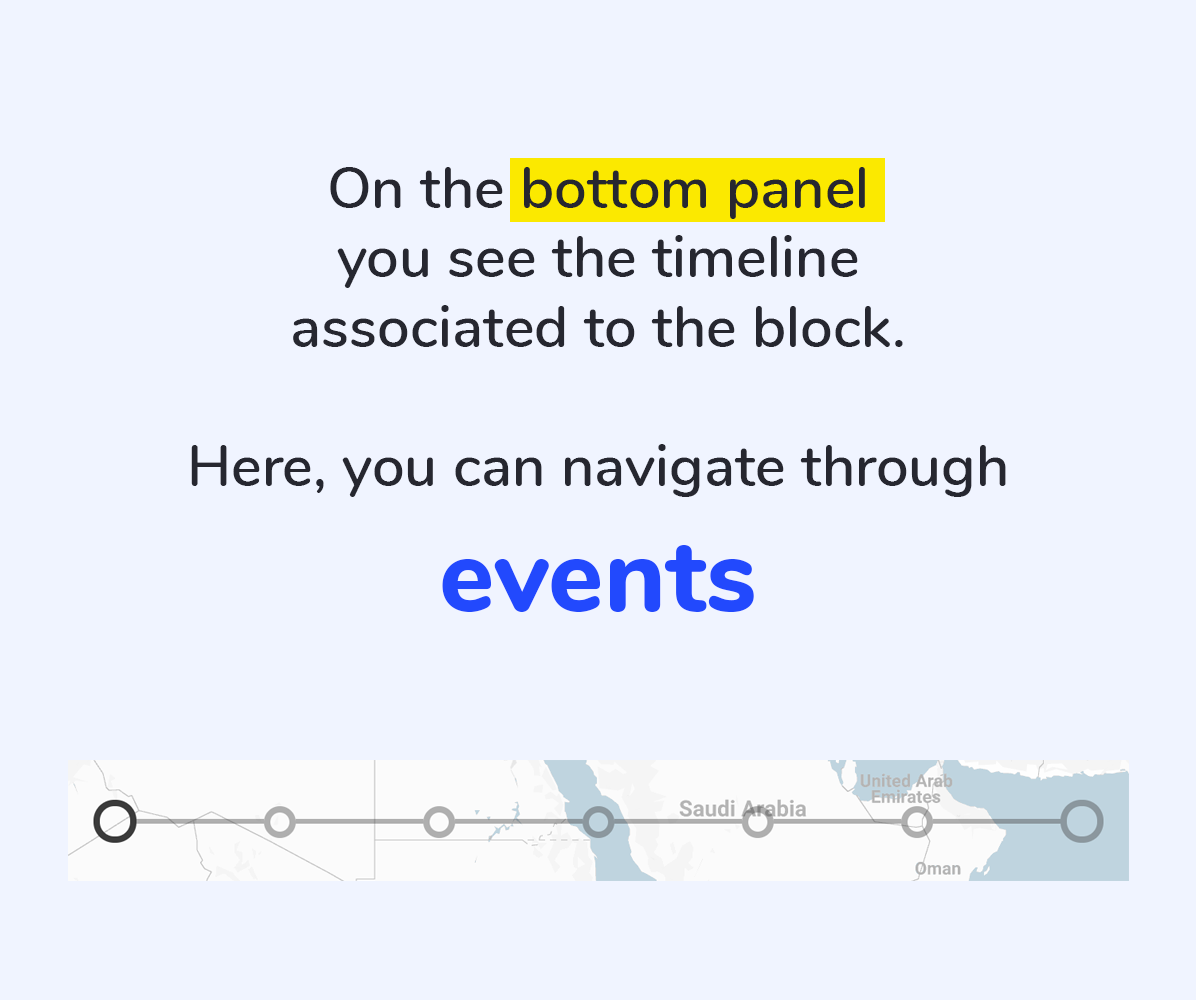 On the bottom panel
you see the timeline
associated to the block.
Here, you can navigate through
events
United Arab
Emirates
Saudi Arabia
Oman